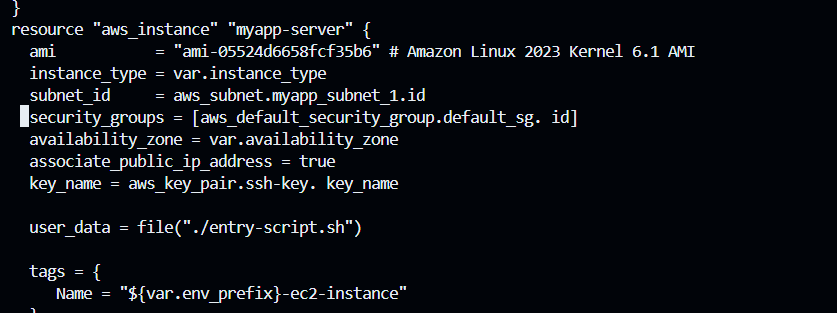 }
resource "aws_instance" "myapp-server" {
  ami           = "ami-05524d6658fcf35b6" # Amazon Linux 2023 Kernel 6.1 AMI
  instance_type = var.instance_type
  subnet_id     = aws_subnet.myapp_subnet_1.id
  security_groups = [aws_default_security_group.default_sg. id]
  availability_zone = var.availability_zone
  associate_public_ip_address = true
  key_name = aws_key_pair.ssh-key. key_name

  user_data = file("./entry-script.sh")

  tags = {
     Name = "${var.env_prefix}-ec2-instance"